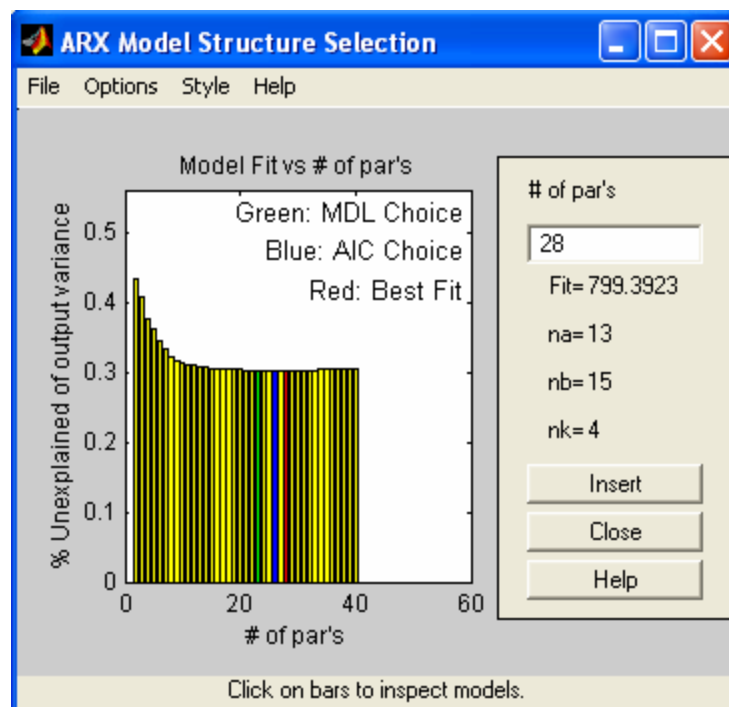 ARX Model Structure Selection
File Options Style Help
Model Fit vs # of par's
% Unexplained of output variance
0.5
0.4
0.3
0.2
0.1
0
Green: MDL Choice
Blue: AIC Choice
Red: Best Fit
0 20 40 60
# of par's
# of par's
28
Fit= 799.3923
na= 13
nb= 15
nk= 4
Insert
Close
Help
Click on bars to inspect models.